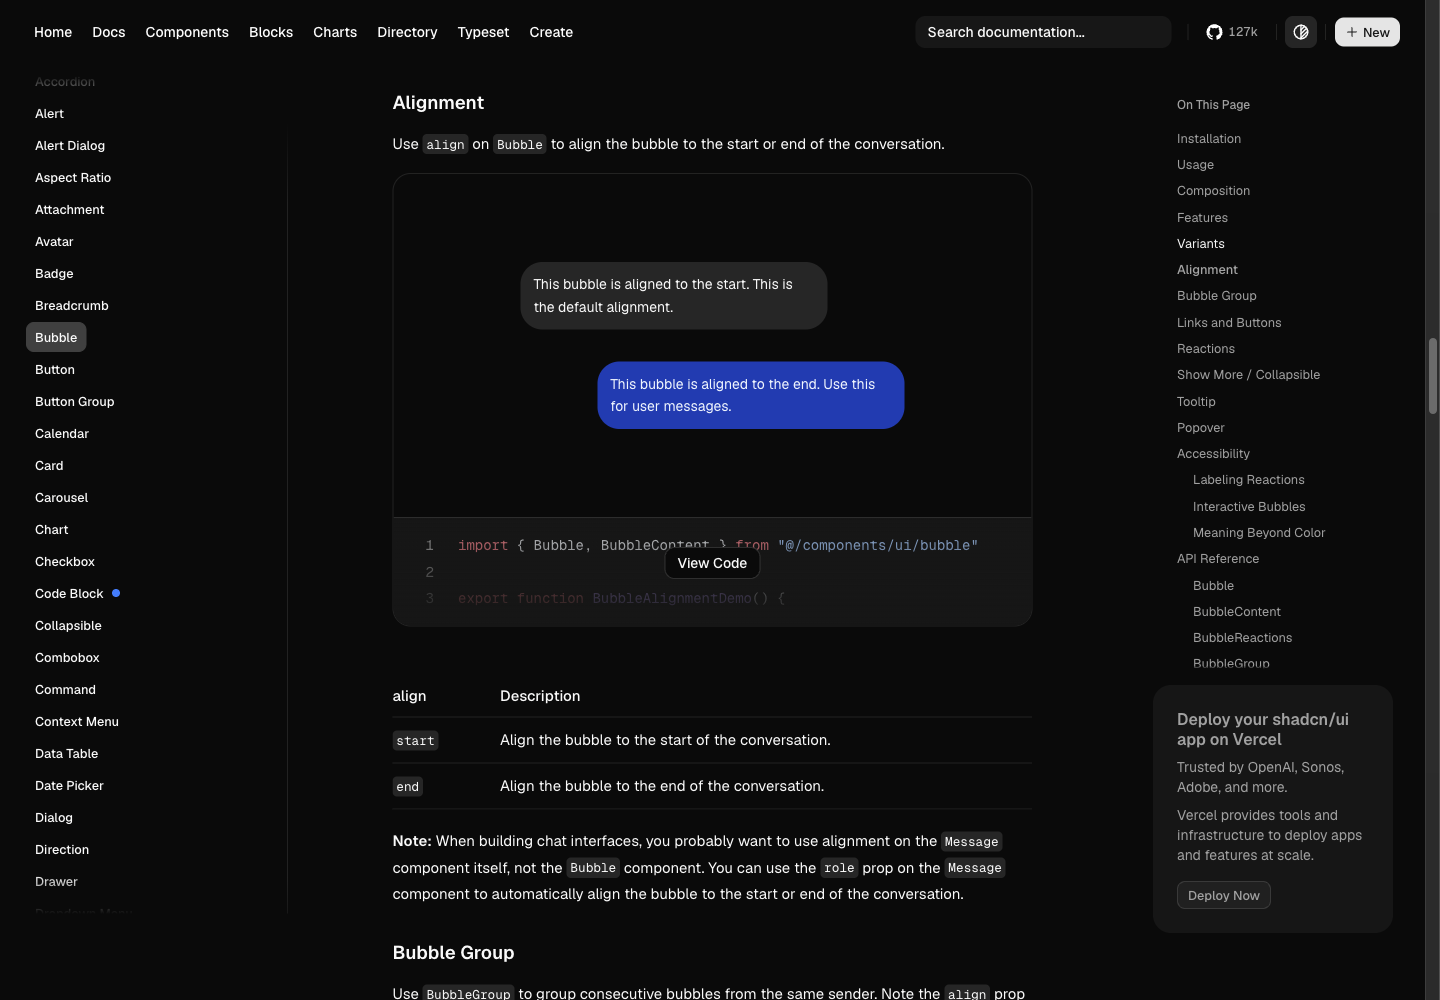 Home Docs Components Blocks Charts Directory Typeset Create
Search documentation...
127k
New
Accordion
Alert
Alert Dialog
Aspect Ratio
Attachment
Avatar
Badge
Breadcrumb
Bubble
Button
Button Group
Calendar
Card
Carousel
Chart
Checkbox
Code Block
Collapsible
Combobox
Command
Context Menu
Data Table
Date Picker
Dialog
Direction
Drawer
Dropdown Menu
Alignment
Use align on Bubble to align the bubble to the start or end of the conversation.
This bubble is aligned to the start. This is
the default alignment.
This bubble is aligned to the end. Use this
for user messages.
1 import { Bubble, BubbleContent } from "@/components/ui/bubble"
View Code
2
3 export function BubbleAlignmentDemo() {
align Description
start Align the bubble to the start of the conversation.
end Align the bubble to the end of the conversation.
Note: When building chat interfaces, you probably want to use alignment on the Message
component itself, not the Bubble component. You can use the role prop on the Message
component to automatically align the bubble to the start or end of the conversation.
Bubble Group
Use BubbleGroup to group consecutive bubbles from the same sender. Note the align prop
On This Page
Installation
Usage
Composition
Features
Variants
Alignment
Bubble Group
Links and Buttons
Reactions
Show More / Collapsible
Tooltip
Popover
Accessibility
Labeling Reactions
Interactive Bubbles
Meaning Beyond Color
API Reference
Bubble
BubbleContent
BubbleReactions
BubbleGroup
Deploy your shadcn/ui
app on Vercel
Trusted by OpenAI, Sonos,
Adobe, and more.
Vercel provides tools and
infrastructure to deploy apps
and features at scale.
Deploy Now